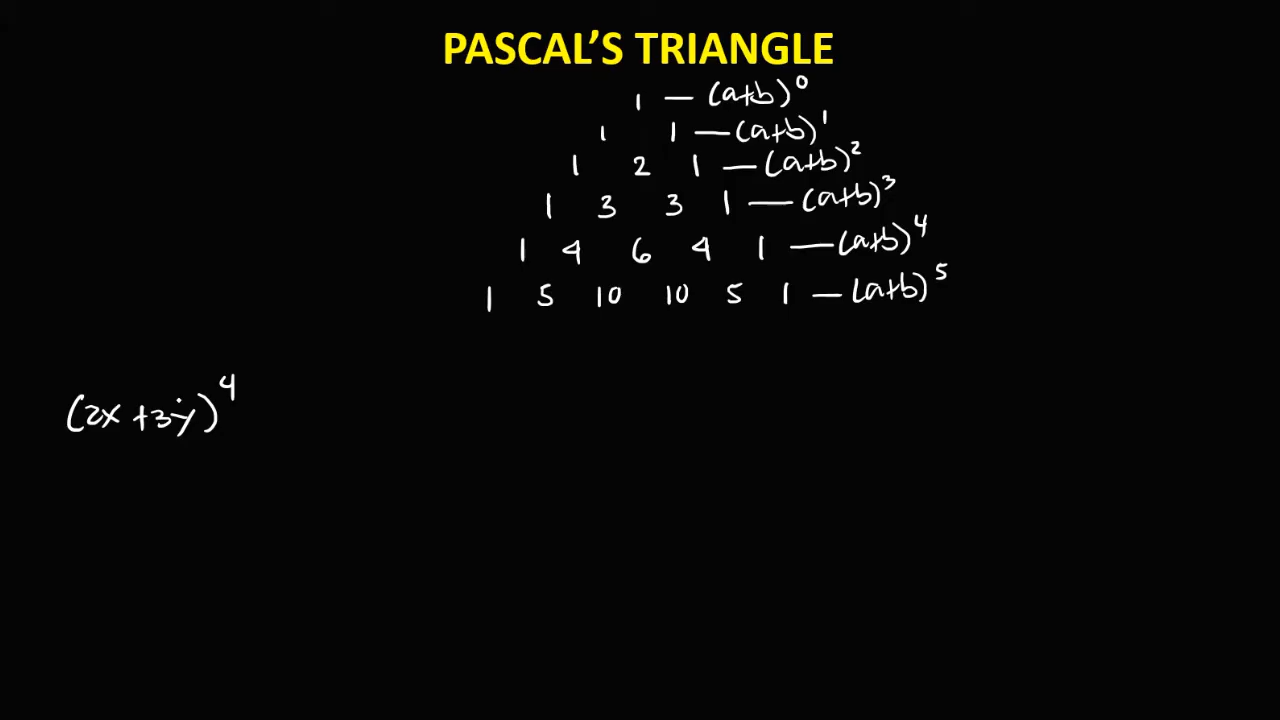 PASCAL'S TRIANGLE
1 — (a+b)^0
1 1 — (a+b)^1
1 2 1 — (a+b)^2
1 3 3 1 — (a+b)^3
1 4 6 4 1 — (a+b)^4
1 5 10 10 5 1 — (a+b)^5
(2x + 3y)^4